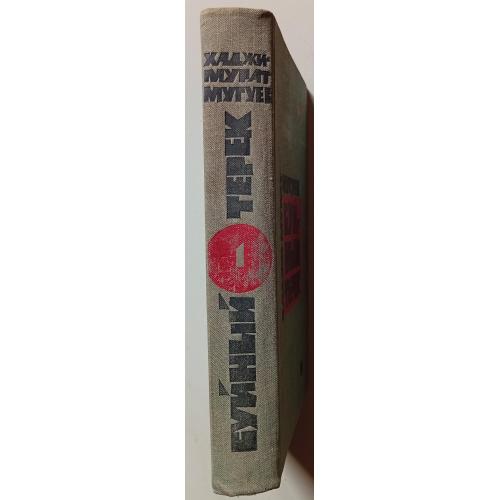 ХАДЖИ-
МУРАТ
МУГУЕВ
БУЙНЫЙ
1
ТЕРЕК